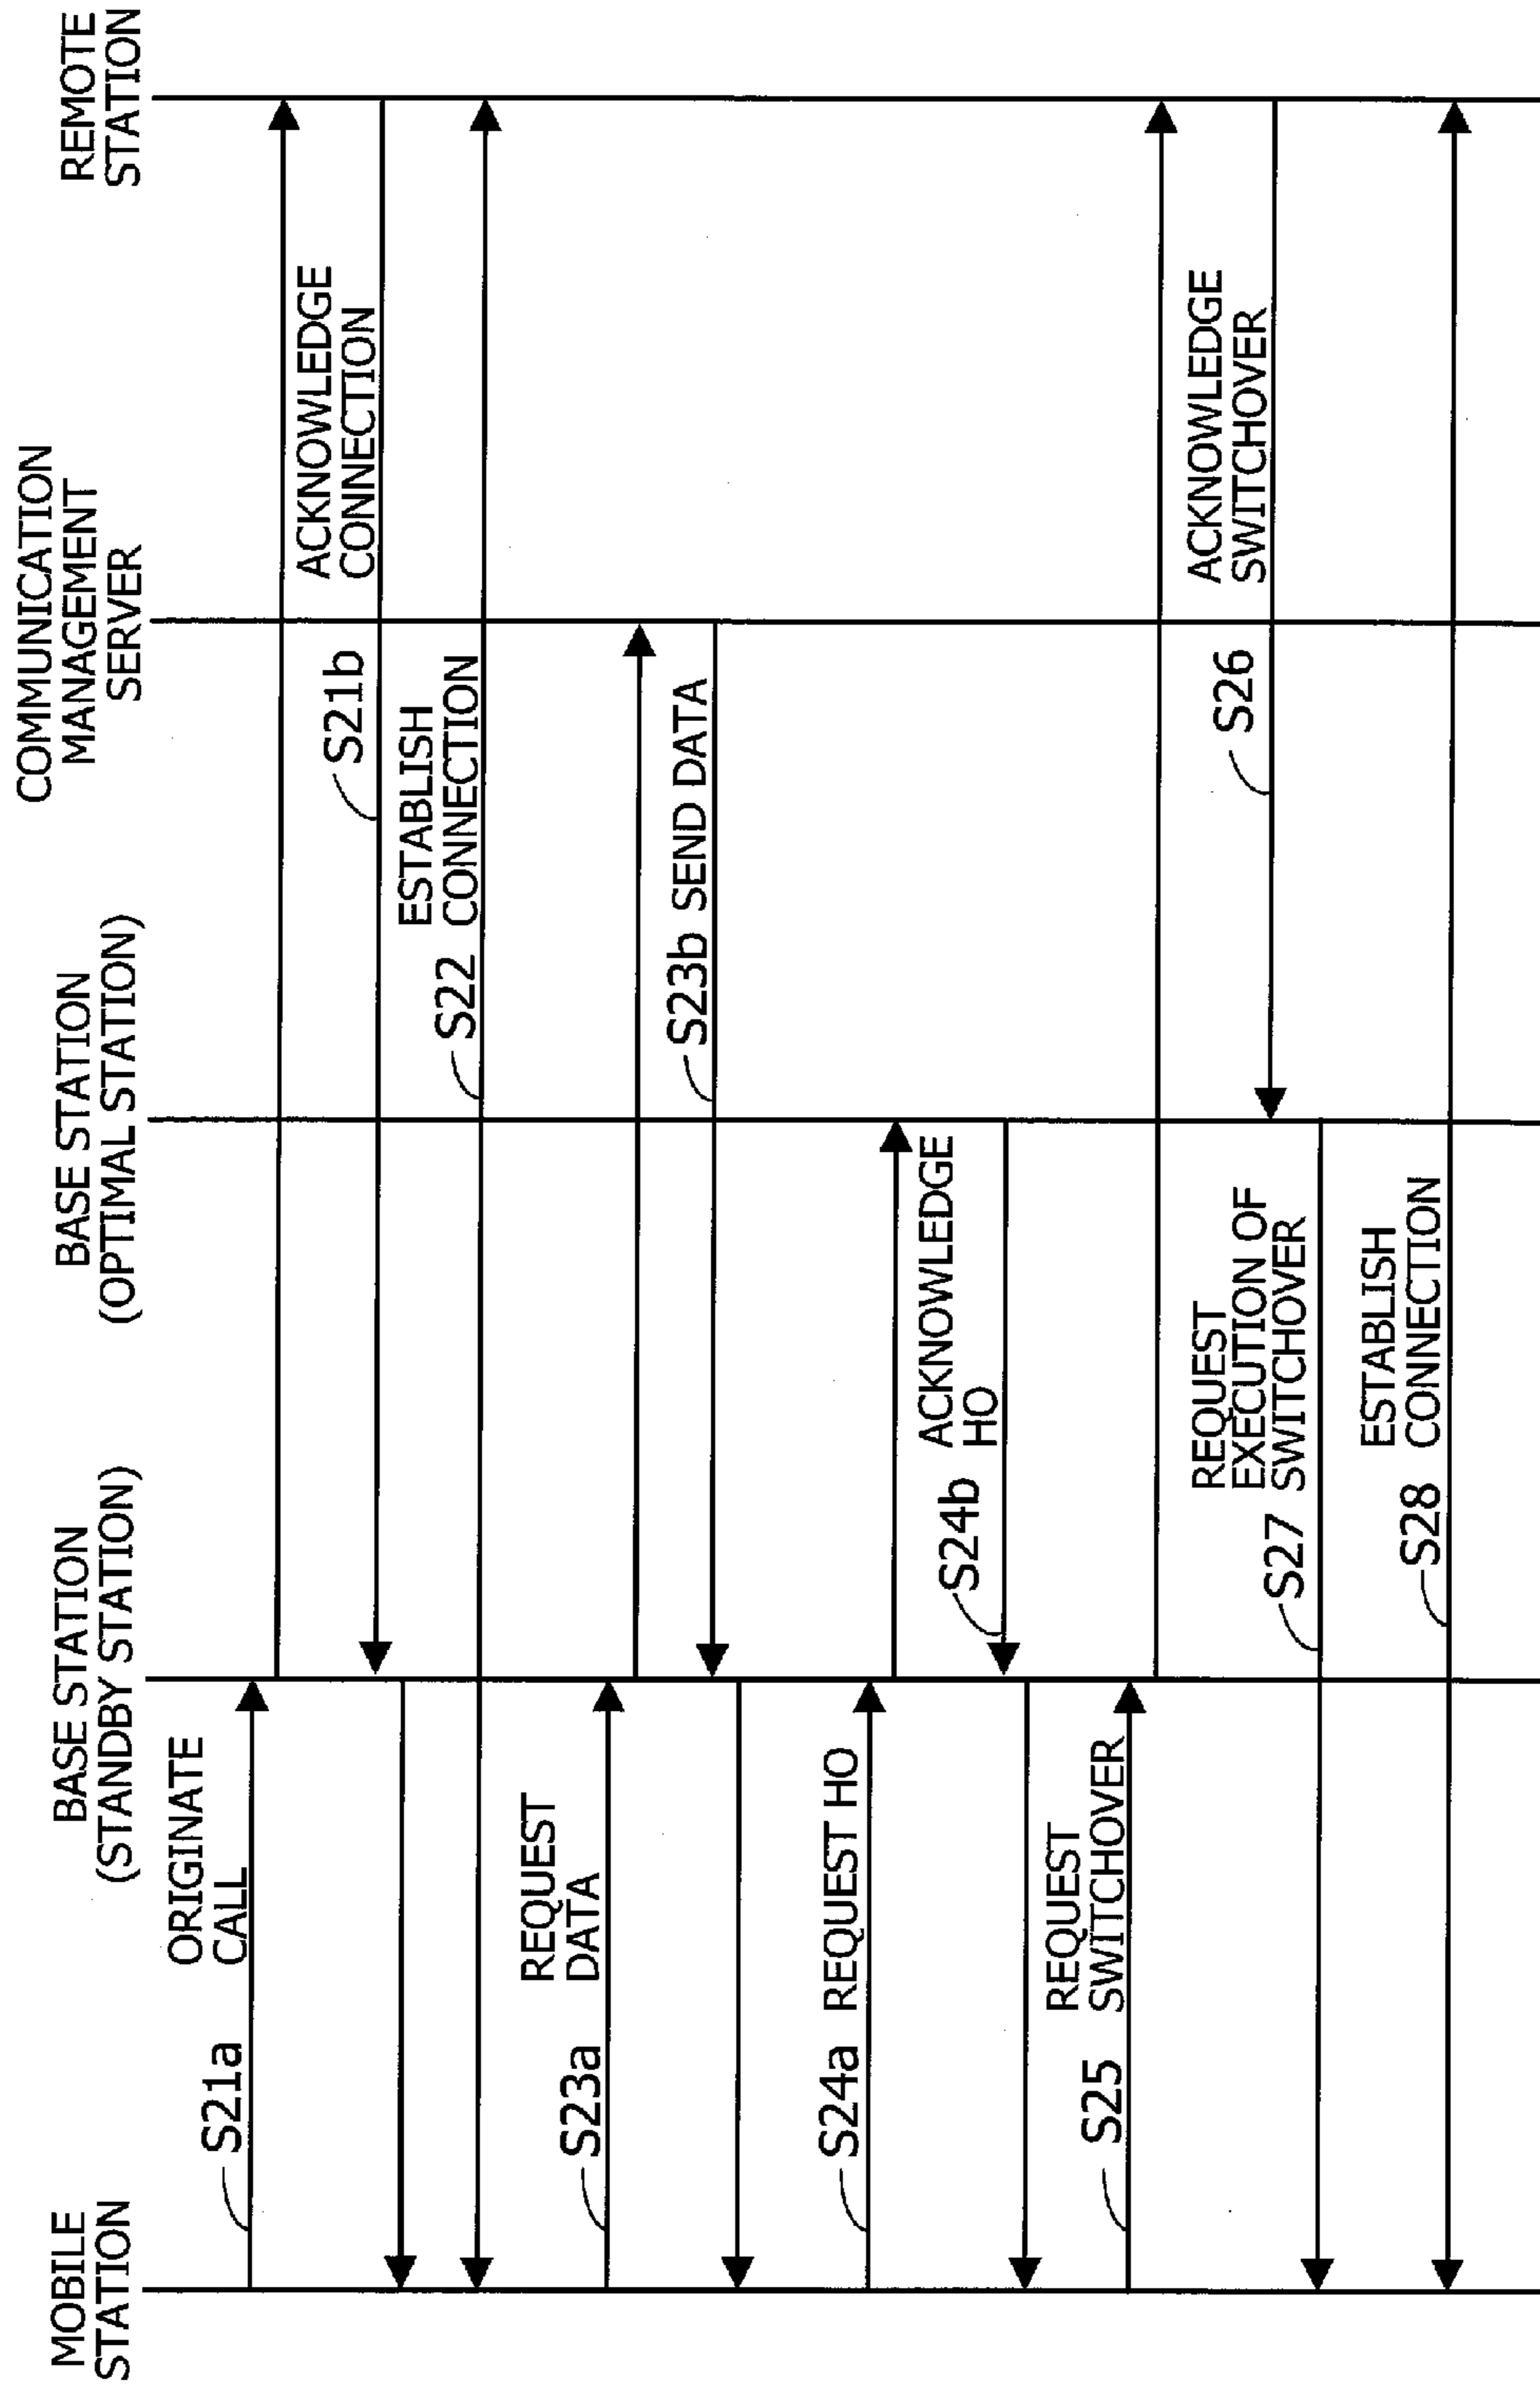 MOBILE
STATION
BASE STATION
(STANDBY STATION)
BASE STATION
(OPTIMAL STATION)
COMMUNICATION
MANAGEMENT
SERVER
REMOTE
STATION
S21a
ORIGINATE
CALL
S21b
ACKNOWLEDGE
CONNECTION
S22
ESTABLISH
CONNECTION
S23a
REQUEST
DATA
S23b SEND DATA
S24a REQUEST HO
S24b
ACKNOWLEDGE
HO
S25
REQUEST
SWITCHOVER
S26
ACKNOWLEDGE
SWITCHOVER
S27
REQUEST
EXECUTION OF
SWITCHOVER
S28
ESTABLISH
CONNECTION